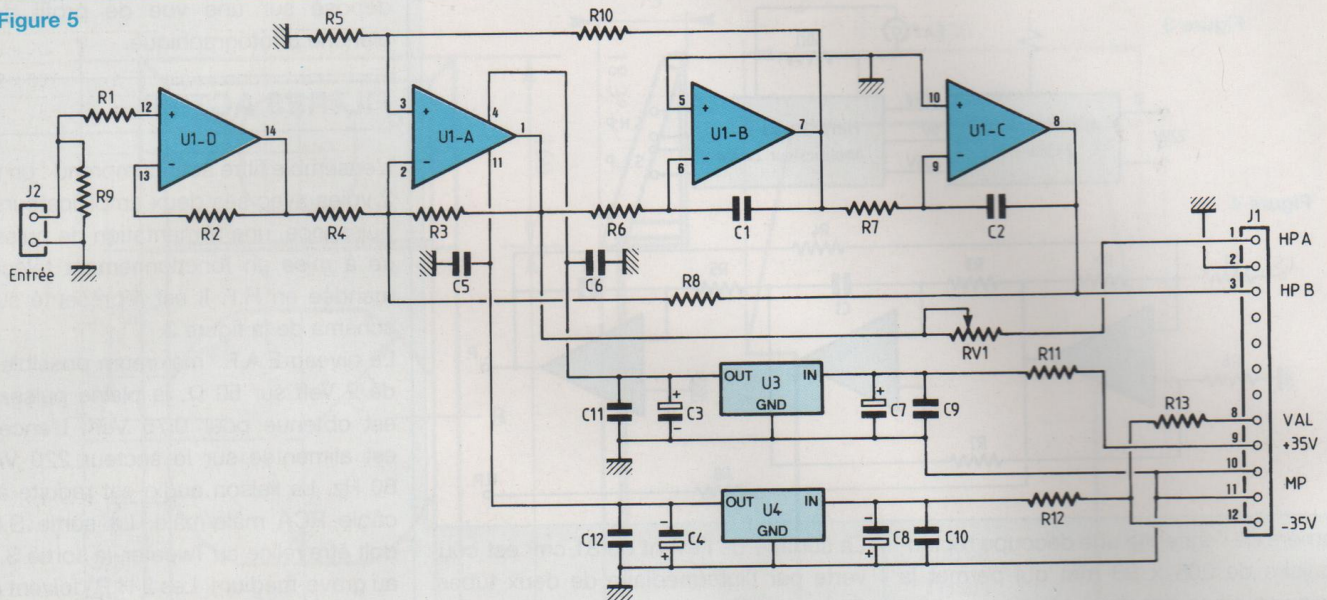 Figure 5
R5
R10
R1
12
+
U1-D
14
13
-
3
+
U1-A
4
1
11
2
-
5
+
U1-B
7
6
-
10
+
U1-C
8
9
-
J2
R9
Entrée
R2
R4
R3
R6
C1
R7
C2
C5
C6
R8
RV1
J1
1
HPA
2
3
HP B
OUT
U3
IN
GND
R11
C11
+
C3
-
+
C7
C9
R13
8
VAL
9
+35V
10
MP
11
12
-35V
OUT
U4
IN
GND
R12
C12
-
C4
+
-
C8
+
C10